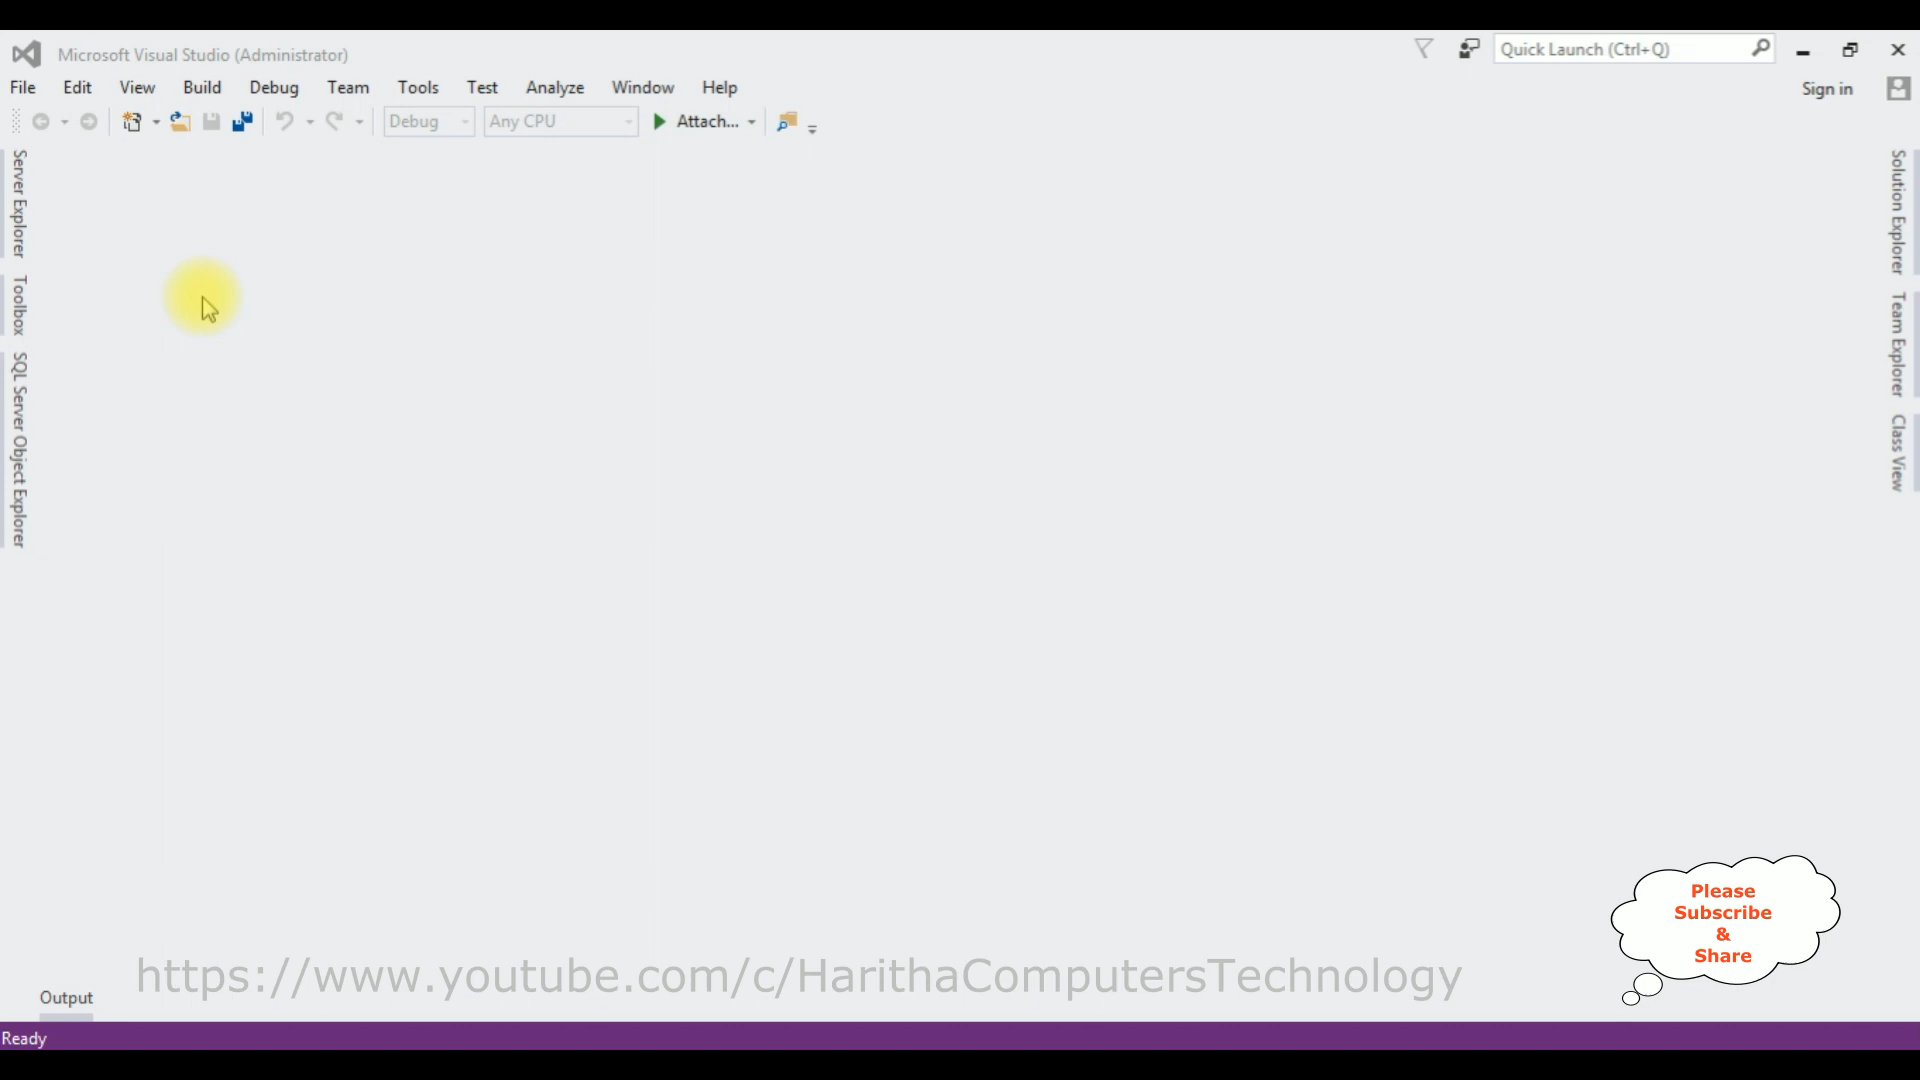 Microsoft Visual Studio (Administrator)
Quick Launch (Ctrl+Q)
File Edit View Build Debug Team Tools Test Analyze Window Help
Sign in
Debug Any CPU Attach...
Server Explorer
Toolbox
SQL Server Object Explorer
Solution Explorer
Team Explorer
Class View
Please
Subscribe
&
Share
https://www.youtube.com/c/HarithaComputersTechnology
Output
Ready